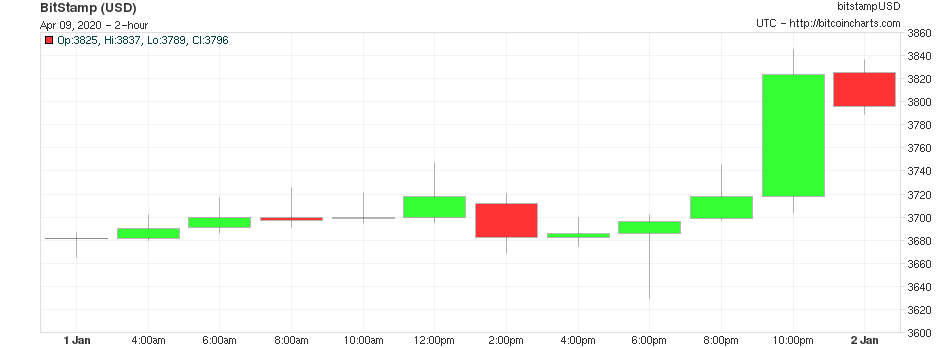 BitStamp (USD)
bitstampUSD
Apr 09, 2020 - 2-hour
UTC - http://bitcoincharts.com
Op:3825, Hi:3837, Lo:3789, Cl:3796
3860
3840
3820
3800
3780
3760
3740
3720
3700
3680
3660
3640
3620
3600
1 Jan 4:00am 6:00am 8:00am 10:00am 12:00pm 2:00pm 4:00pm 6:00pm 8:00pm 10:00pm 2 Jan